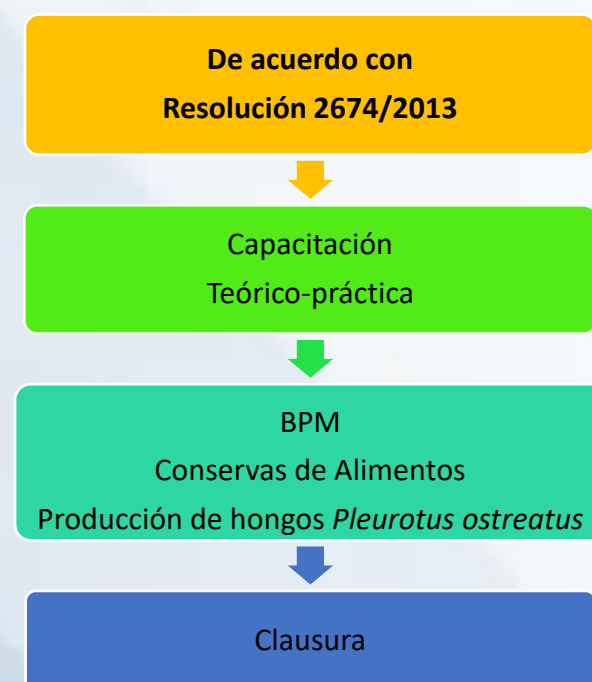 De acuerdo con
Resolución 2674/2013
Capacitación
Teórico-práctica
BPM
Conservas de Alimentos
Producción de hongos Pleurotus ostreatus
Clausura